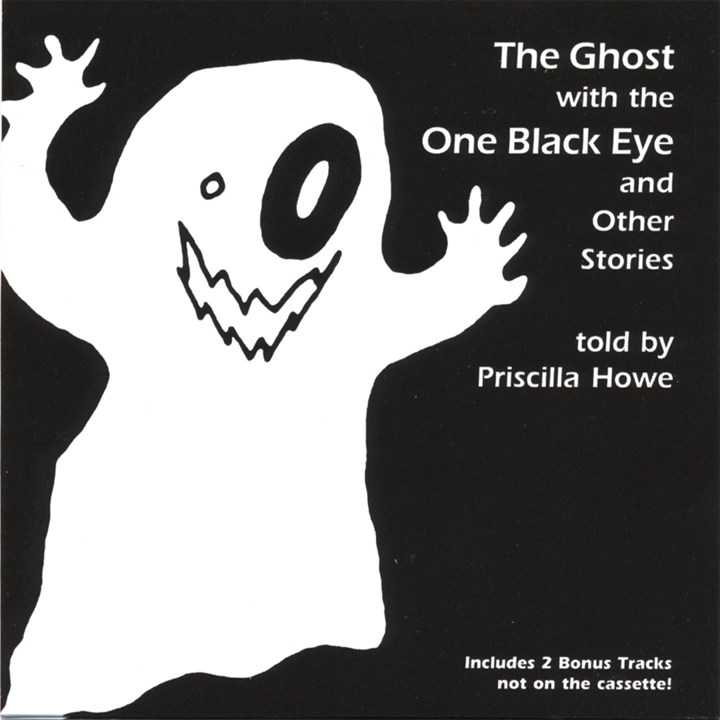 The Ghost
with the
One Black Eye
and
Other
Stories
told by
Priscilla Howe
Includes 2 Bonus Tracks
not on the cassette!